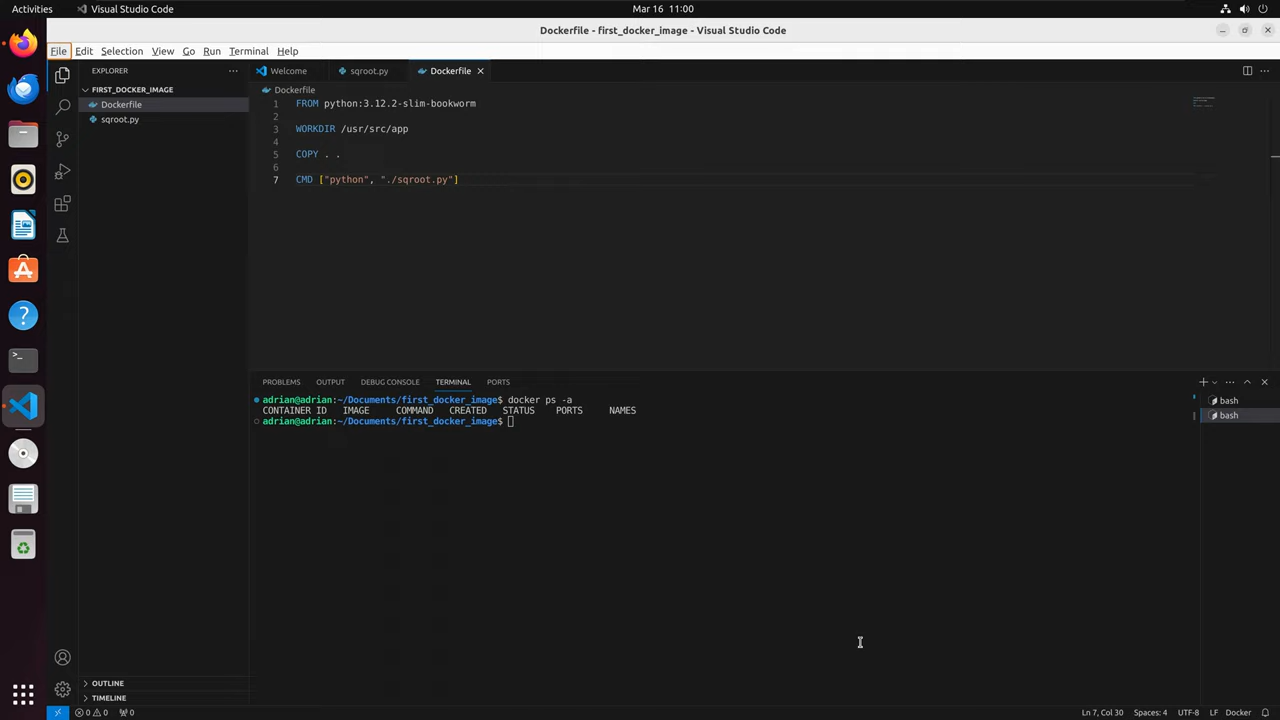 Activities
Visual Studio Code
Mar 16 11:00
Dockerfile - first_docker_image - Visual Studio Code
File Edit Selection View Go Run Terminal Help
EXPLORER
Welcome
sqroot.py
Dockerfile
FIRST_DOCKER_IMAGE
Dockerfile
sqroot.py
OUTLINE
TIMELINE
Dockerfile
1 FROM python:3.12.2-slim-bookworm
2
3 WORKDIR /usr/src/app
4
5 COPY . .
6
7 CMD ["python", "./sqroot.py"]
PROBLEMS OUTPUT DEBUG CONSOLE TERMINAL PORTS
adrian@adrian:~/Documents/first_docker_image$ docker ps -a
CONTAINER ID IMAGE COMMAND CREATED STATUS PORTS NAMES
adrian@adrian:~/Documents/first_docker_image$
bash
bash
0 0 0
Ln 7, Col 30 Spaces: 4 UTF-8 LF Docker